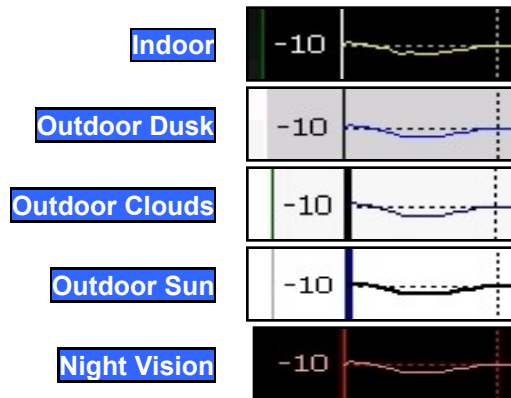 Indoor -10
Outdoor Dusk -10
Outdoor Clouds -10
Outdoor Sun -10
Night Vision -10